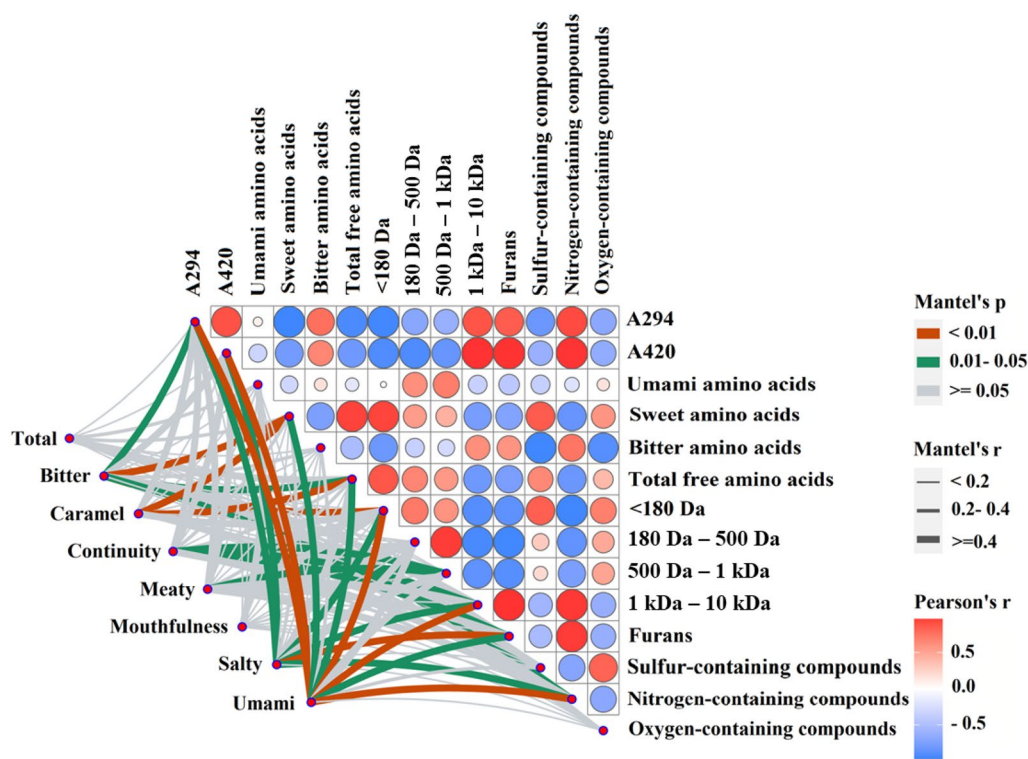 A294
A420
Umami amino acids
Sweet amino acids
Bitter amino acids
Total free amino acids
<180 Da
180 Da – 500 Da
500 Da – 1 kDa
1 kDa – 10 kDa
Furans
Sulfur-containing compounds
Nitrogen-containing compounds
Oxygen-containing compounds
A294
A420
Umami amino acids
Sweet amino acids
Bitter amino acids
Total free amino acids
<180 Da
180 Da – 500 Da
500 Da – 1 kDa
1 kDa – 10 kDa
Furans
Sulfur-containing compounds
Nitrogen-containing compounds
Oxygen-containing compounds
Total
Bitter
Caramel
Continuity
Meaty
Mouthfulness
Salty
Umami
Mantel's p
< 0.01
0.01- 0.05
>= 0.05
Mantel's r
< 0.2
0.2- 0.4
>=0.4
Pearson's r
0.5
0.0
- 0.5